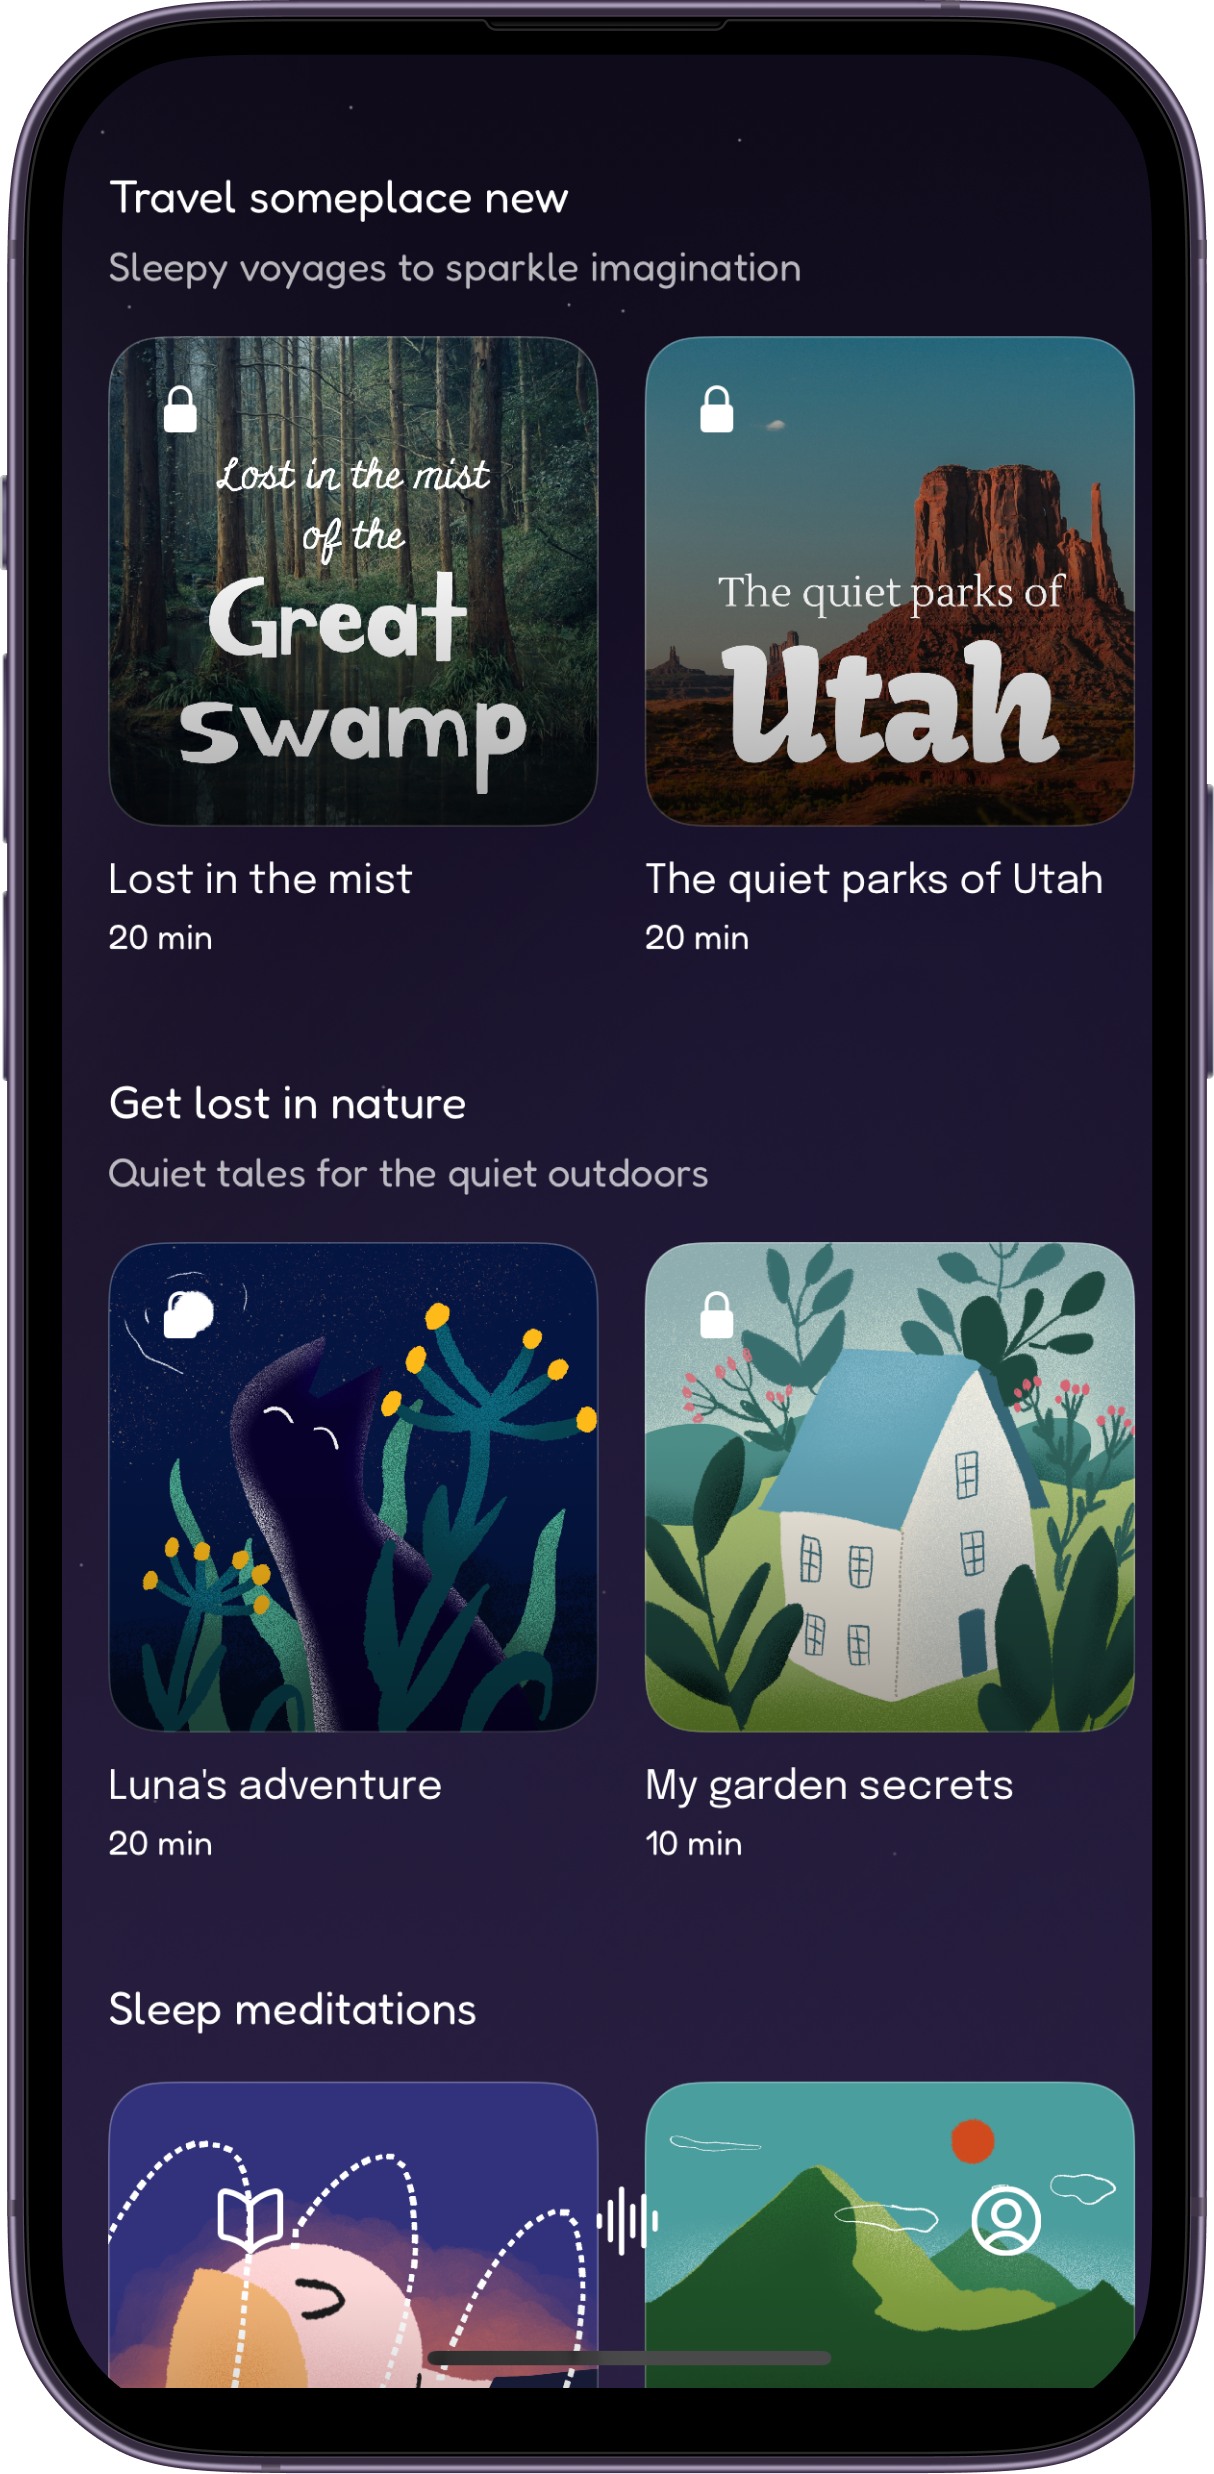 Travel someplace new
Sleepy voyages to sparkle imagination
Lost in the mist
of the
Great
swamp
The quiet parks of
Utah
Lost in the mist
20 min
The quiet parks of Utah
20 min
Get lost in nature
Quiet tales for the quiet outdoors
Luna's adventure
20 min
My garden secrets
10 min
Sleep meditations